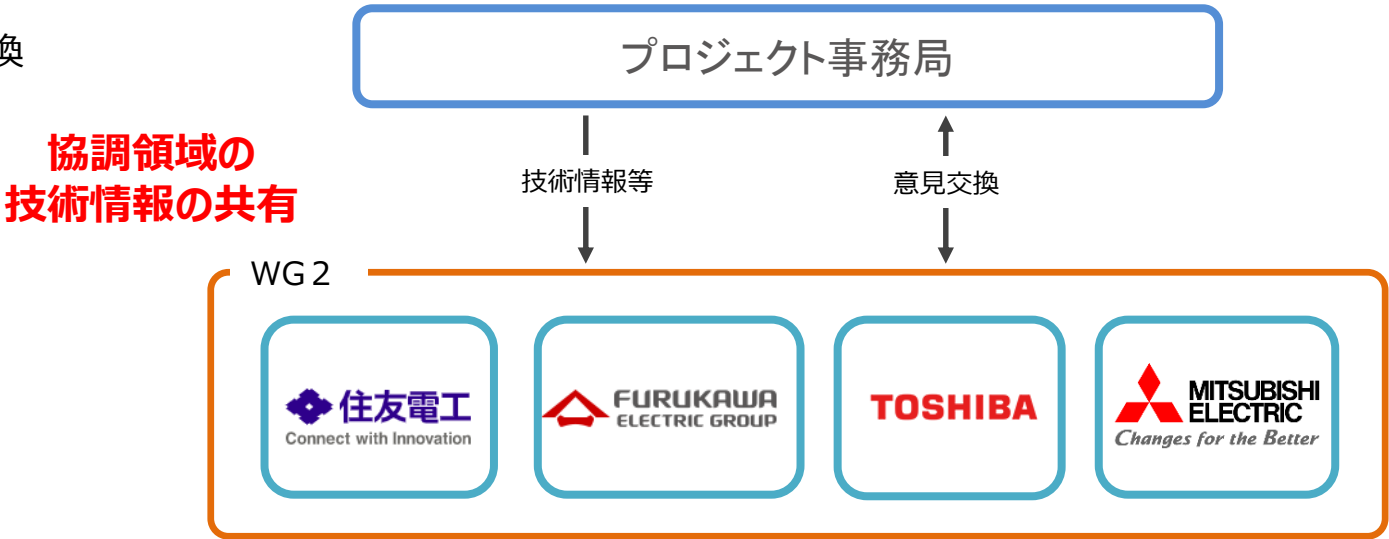 プロジェクト事務局
換
協調領域の
技術情報の共有
技術情報等
意見交換
WG2
住友電工
Connect with Innovation
FURUKAWA
ELECTRIC GROUP
TOSHIBA
MITSUBISHI
ELECTRIC
Changes for the Better